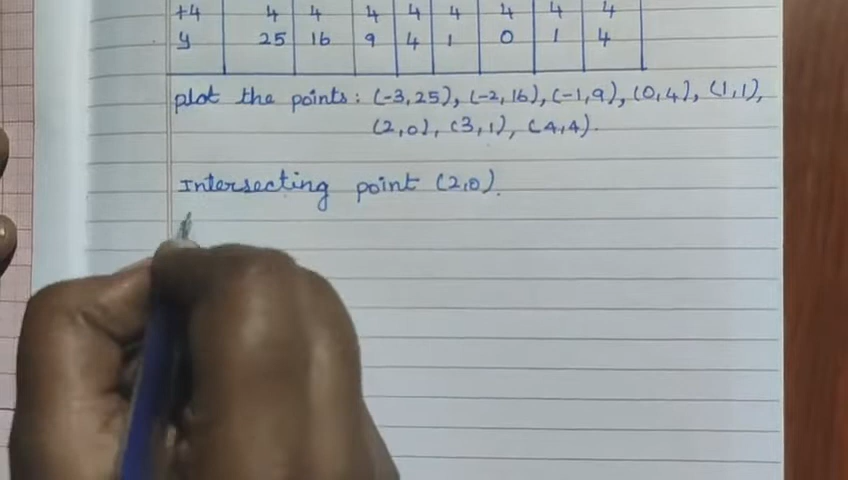 +4 4 4 4 4 4 4 4 4
y 25 16 9 4 1 0 1 4
plot the points : (-3,25), (-2,16), (-1,9), (0,4), (1,1),
(2,0), (3,1), (4,4).
Intersecting point (2,0).